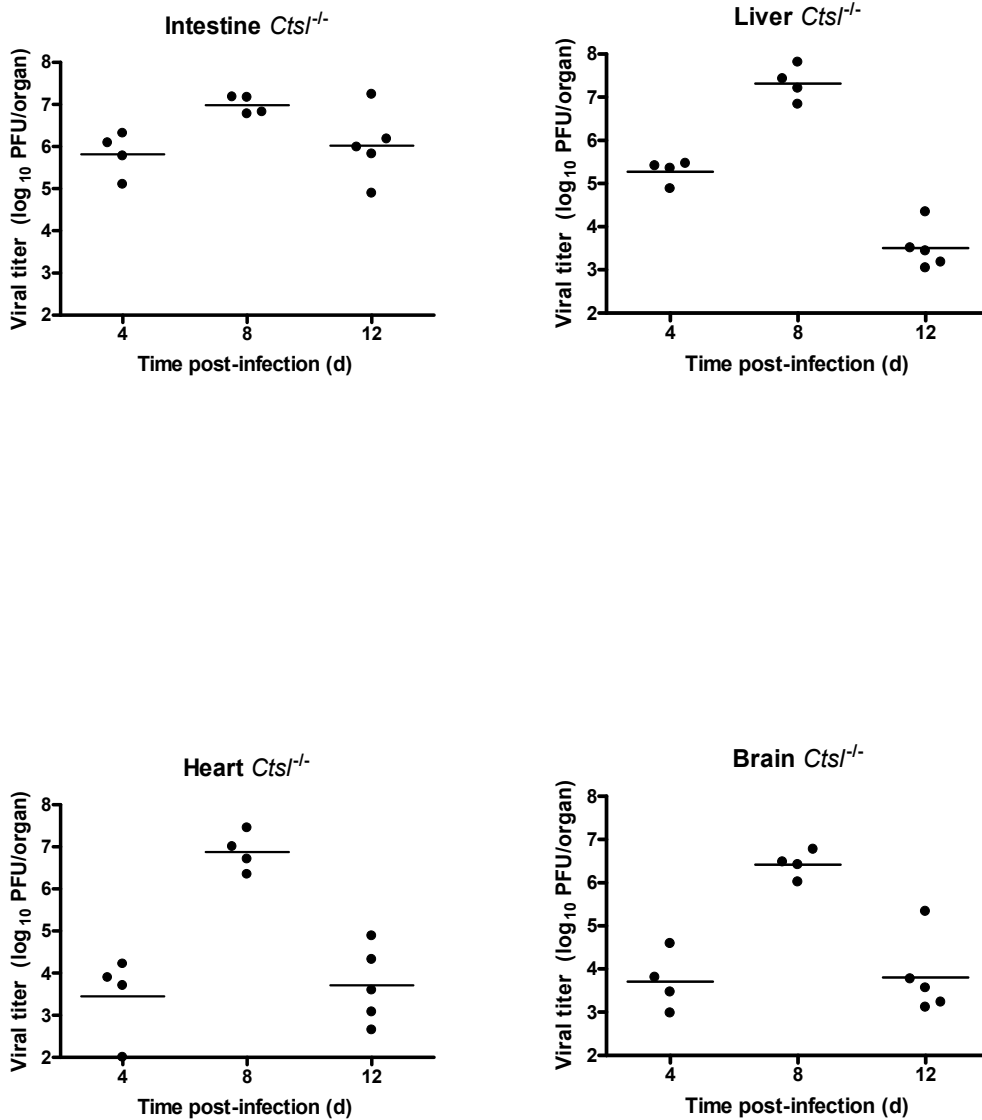 Intestine Ctsl-/-
Viral titer (log10 PFU/organ)
8
7
6
5
4
3
2
4 8 12
Time post-infection (d)
Liver Ctsl-/-
Viral titer (log10 PFU/organ)
8
7
6
5
4
3
2
4 8 12
Time post-infection (d)
Heart Ctsl-/-
Viral titer (log10 PFU/organ)
8
7
6
5
4
3
2
4 8 12
Time post-infection (d)
Brain Ctsl-/-
Viral titer (log10 PFU/organ)
8
7
6
5
4
3
2
4 8 12
Time post-infection (d)